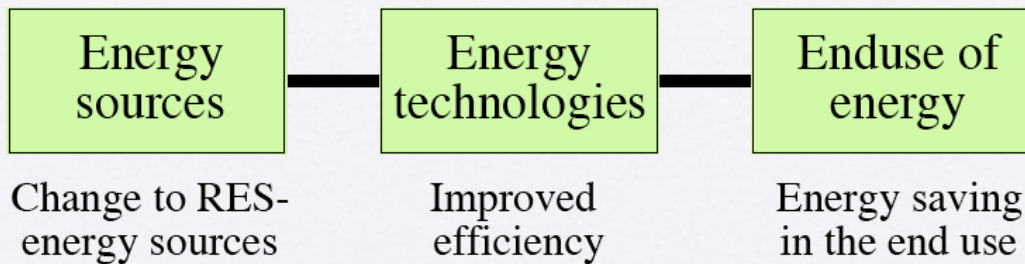 Energy
sources
Energy
technologies
Enduse of
energy
Change to RES-
energy sources
Improved
efficiency
Energy saving
in the end use